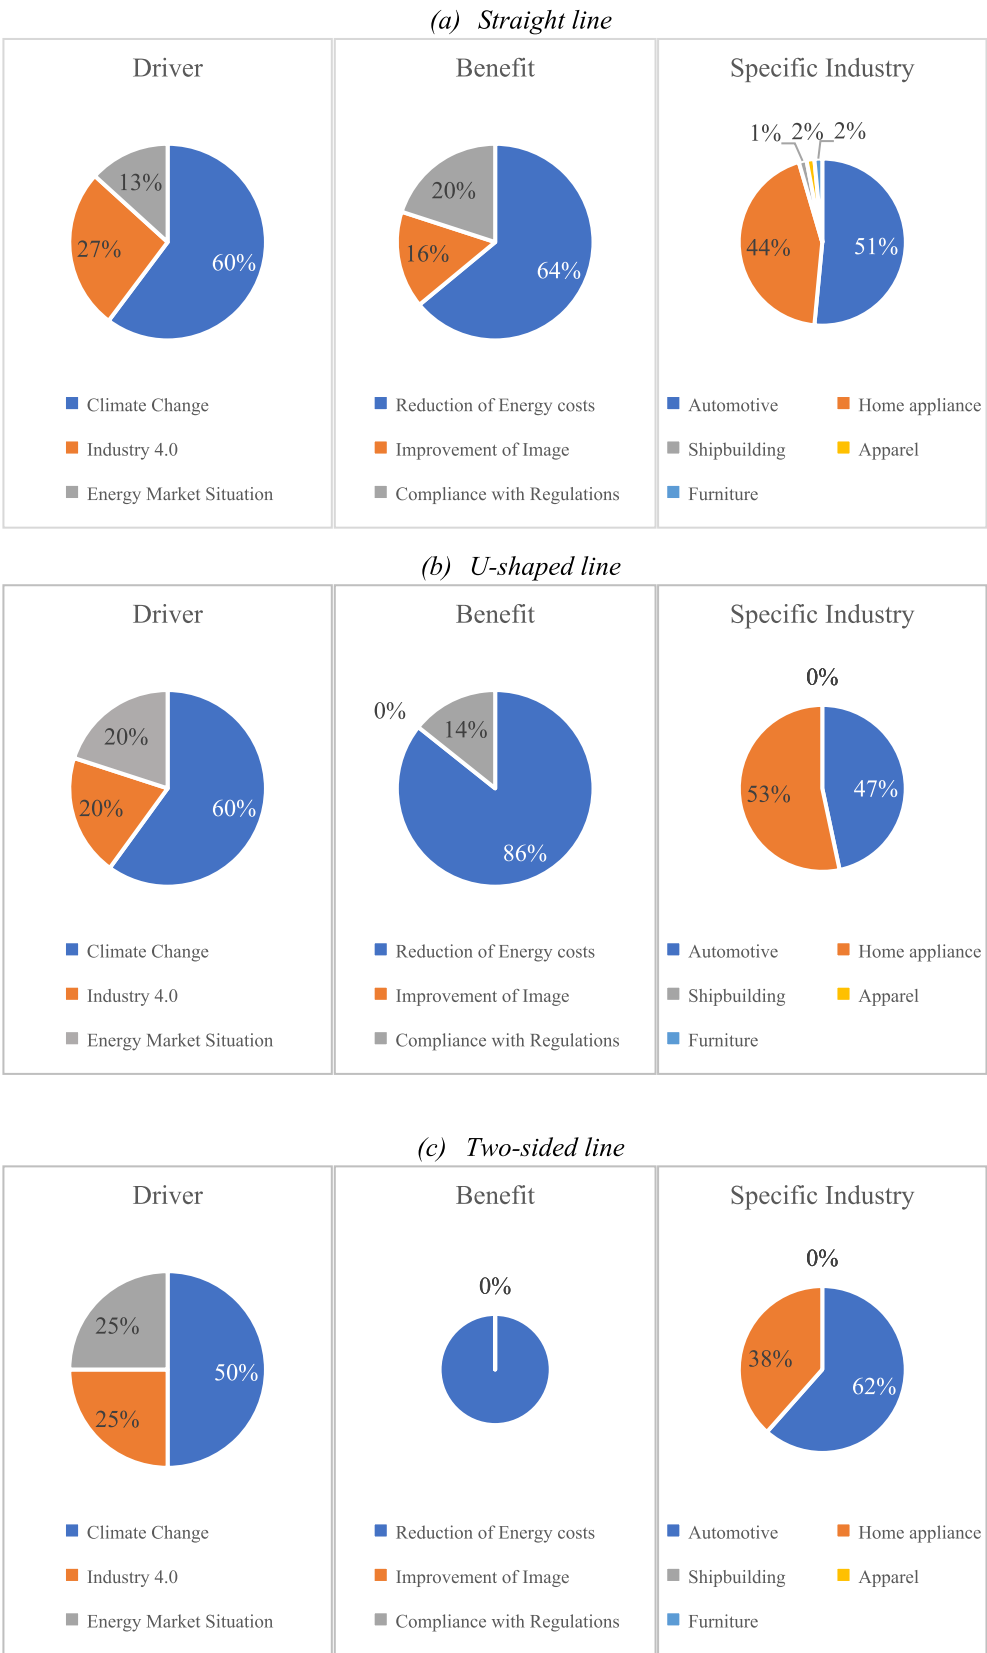 (a) Straight line
Driver
13%
27%
60%
Climate Change
Industry 4.0
Energy Market Situation
Benefit
20%
16%
64%
Reduction of Energy costs
Improvement of Image
Compliance with Regulations
Specific Industry
1% 2% 2%
44%
51%
Automotive
Home appliance
Shipbuilding
Apparel
Furniture
(b) U-shaped line
Driver
20%
20%
60%
Climate Change
Industry 4.0
Energy Market Situation
Benefit
0%
14%
86%
Reduction of Energy costs
Improvement of Image
Compliance with Regulations
Specific Industry
0%
53%
47%
Automotive
Home appliance
Shipbuilding
Apparel
Furniture
(c) Two-sided line
Driver
25%
50%
25%
Climate Change
Industry 4.0
Energy Market Situation
Benefit
0%
Reduction of Energy costs
Improvement of Image
Compliance with Regulations
Specific Industry
0%
38%
62%
Automotive
Home appliance
Shipbuilding
Apparel
Furniture